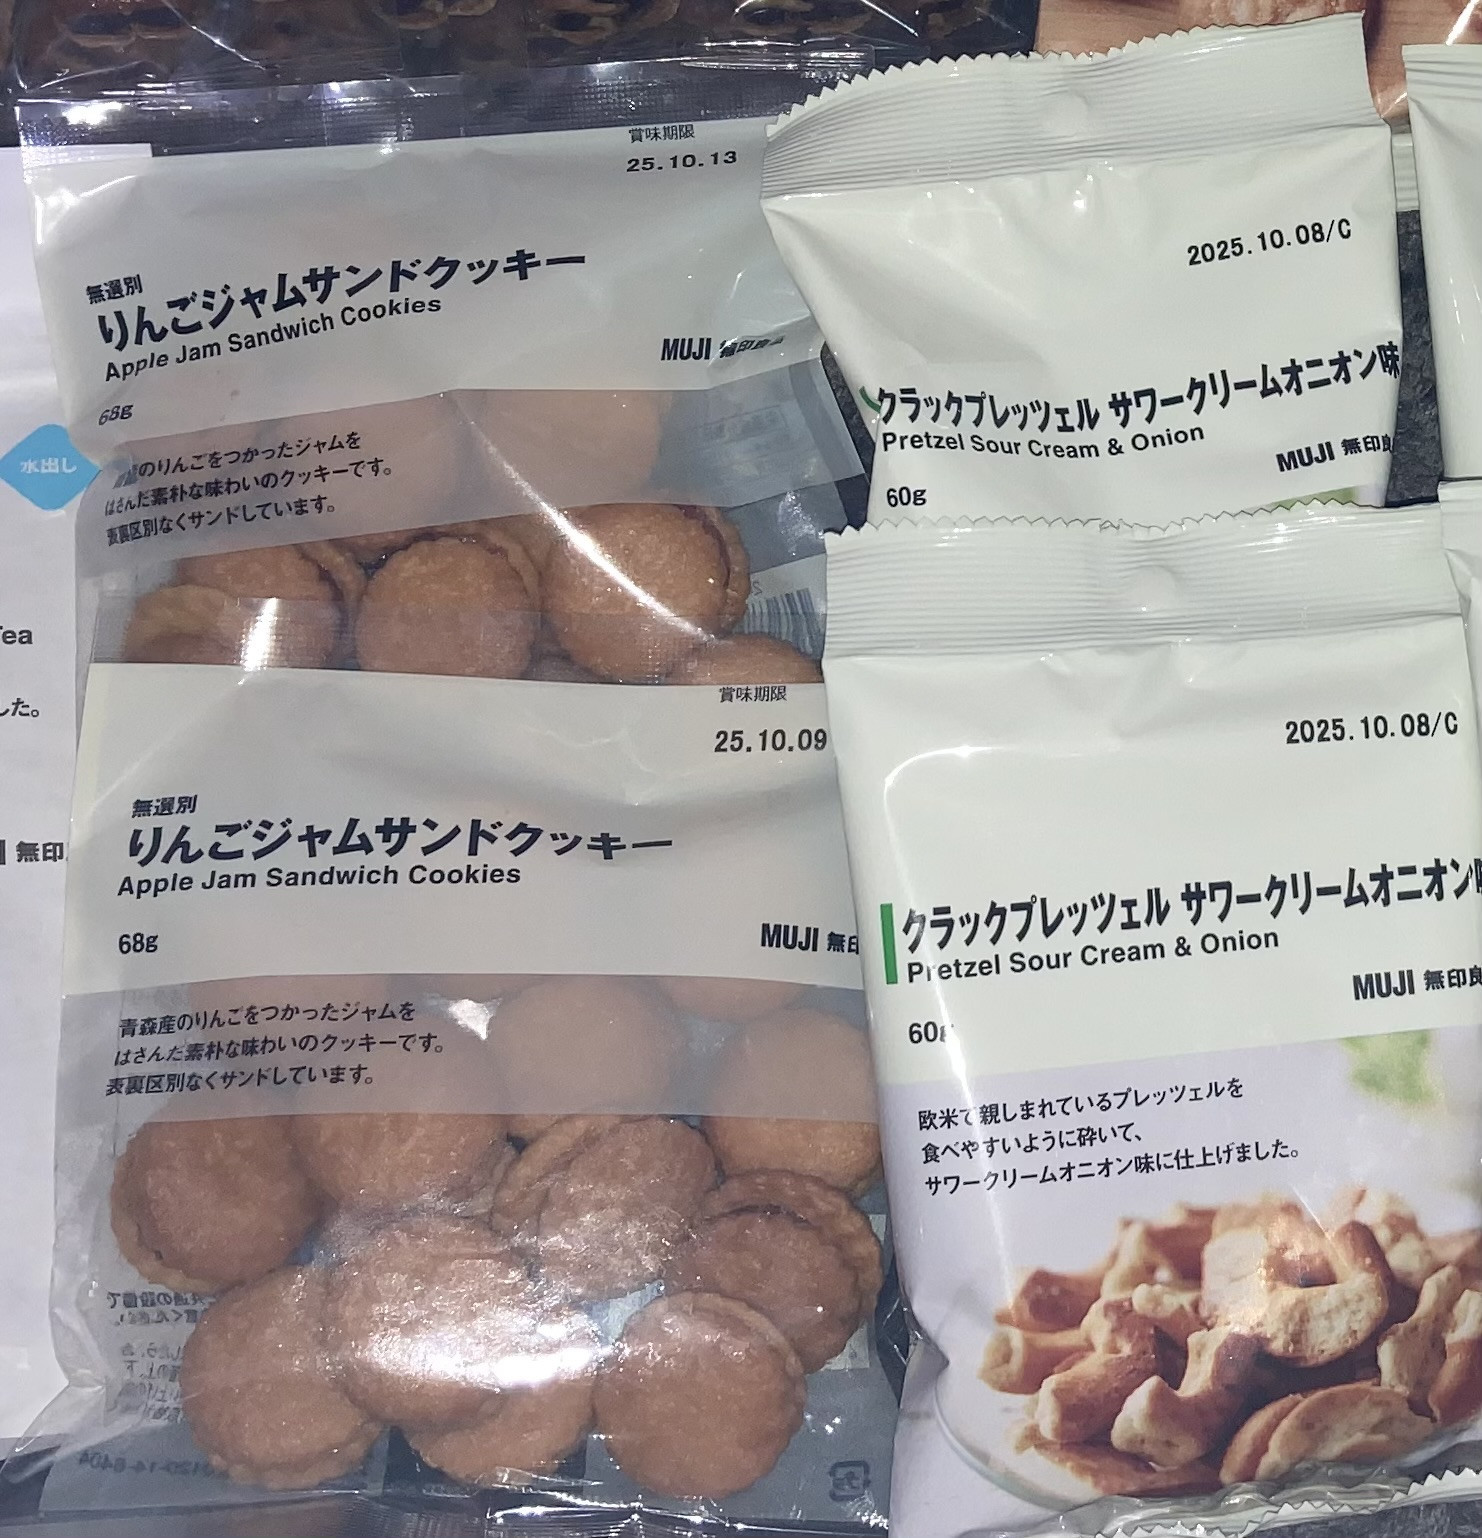 賞味期限
25.10.13
無選別
りんごジャムサンドクッキー
Apple Jam Sandwich Cookies
MUJI 無印良品
68g
のりんごをつかったジャムを
はさんだ素朴な味わいのクッキーです。
表裏区別なくサンドしています。
2025.10.08/C
クラックプレッツェル サワークリームオニオン味
Pretzel Sour Cream & Onion
MUJI 無印良
60g
水出し
Tea
した。
無印
賞味期限
25.10.09
無選別
りんごジャムサンドクッキー
Apple Jam Sandwich Cookies
68g
MUJI 無印
青森産のりんごをつかったジャムを
はさんだ素朴な味わいのクッキーです。
表裏区別なくサンドしています。
2025.10.08/C
クラックプレッツェル サワークリームオニオン味
Pretzel Sour Cream & Onion
MUJI 無印良
60g
欧米で親しまれているプレッツェルを
食べやすいように砕いて、
サワークリームオニオン味に仕上げました。